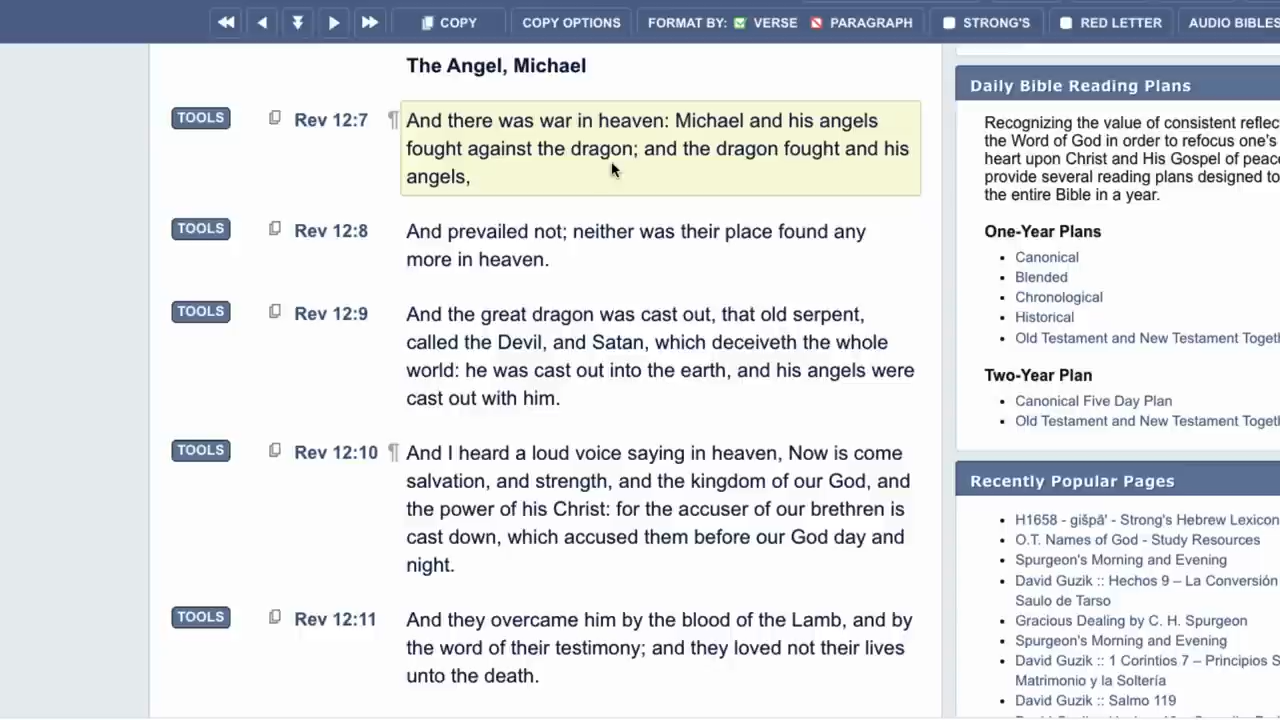 COPY COPY OPTIONS FORMAT BY: VERSE PARAGRAPH STRONG'S RED LETTER AUDIO BIBLES
The Angel, Michael
TOOLS Rev 12:7 ¶ And there was war in heaven: Michael and his angels
fought against the dragon; and the dragon fought and his
angels,
TOOLS Rev 12:8 And prevailed not; neither was their place found any
more in heaven.
TOOLS Rev 12:9 And the great dragon was cast out, that old serpent,
called the Devil, and Satan, which deceiveth the whole
world: he was cast out into the earth, and his angels were
cast out with him.
TOOLS Rev 12:10 ¶ And I heard a loud voice saying in heaven, Now is come
salvation, and strength, and the kingdom of our God, and
the power of his Christ: for the accuser of our brethren is
cast down, which accused them before our God day and
night.
TOOLS Rev 12:11 And they overcame him by the blood of the Lamb, and by
the word of their testimony; and they loved not their lives
unto the death.
Daily Bible Reading Plans
Recognizing the value of consistent reflec
the Word of God in order to refocus one's
heart upon Christ and His Gospel of peac
provide several reading plans designed to
the entire Bible in a year.
One-Year Plans
• Canonical
• Blended
• Chronological
• Historical
• Old Testament and New Testament Togeth
Two-Year Plan
• Canonical Five Day Plan
• Old Testament and New Testament Togeth
Recently Popular Pages
• H1658 - gišpā' - Strong's Hebrew Lexicon
• O.T. Names of God - Study Resources
• Spurgeon's Morning and Evening
• David Guzik :: Hechos 9 – La Conversión
Saulo de Tarso
• Gracious Dealing by C. H. Spurgeon
• Spurgeon's Morning and Evening
• David Guzik :: 1 Corintios 7 – Principios S
Matrimonio y la Soltería
• David Guzik :: Salmo 119